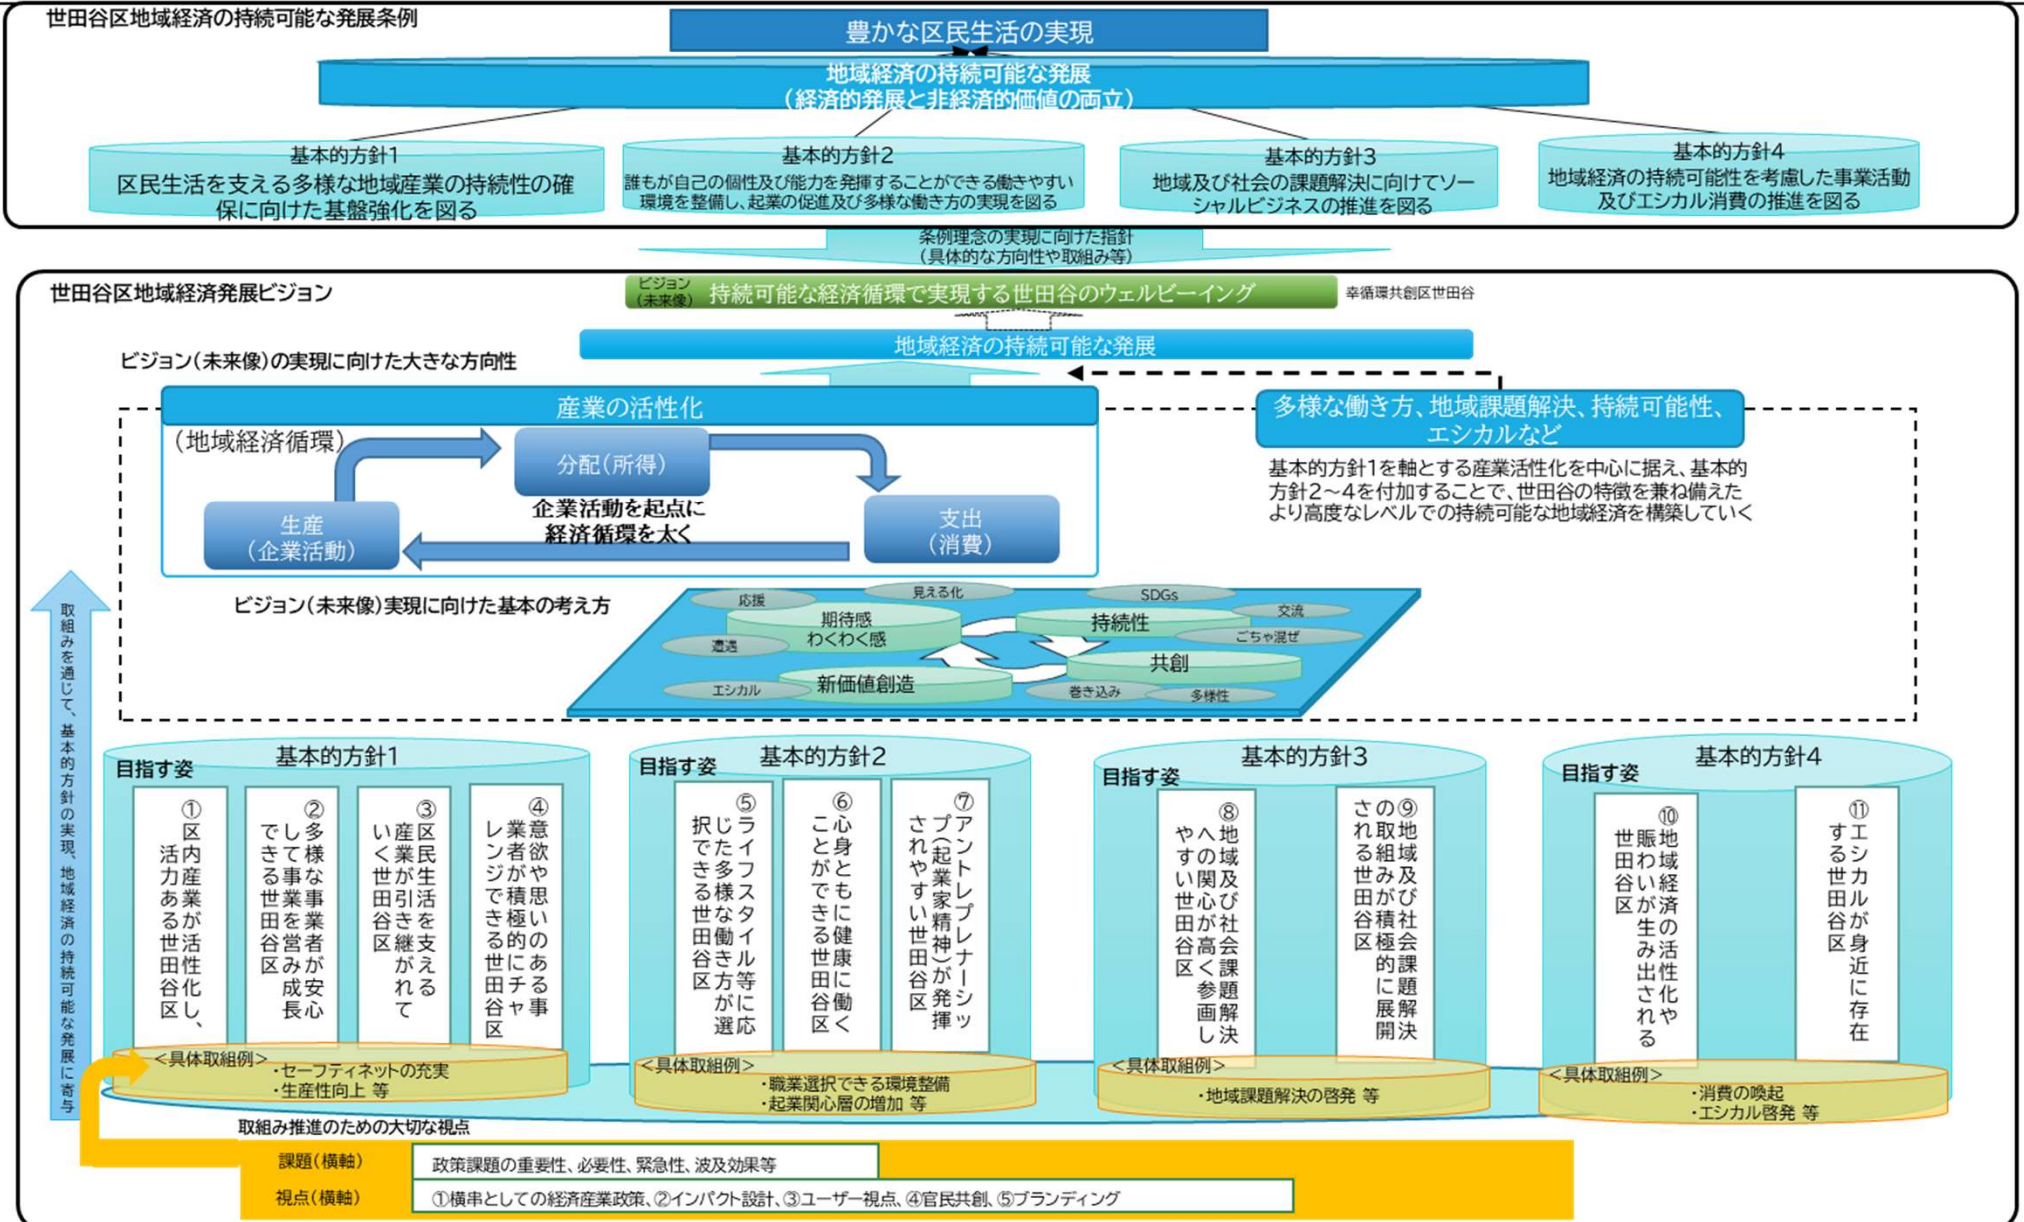 世田谷区地域経済の持続可能な発展条例
豊かな区民生活の実現
地域経済の持続可能な発展
（経済的発展と非経済的価値の両立）
基本的方針1
区民生活を支える多様な地域産業の持続性の確
保に向けた基盤強化を図る
基本的方針2
誰もが自己の個性及び能力を発揮することができる働きやすい
環境を整備し、起業の促進及び多様な働き方の実現を図る
基本的方針3
地域及び社会の課題解決に向けてソー
シャルビジネスの推進を図る
基本的方針4
地域経済の持続可能性を考慮した事業活動
及びエシカル消費の推進を図る
条例理念の実現に向けた指針
（具体的な方向性や取組み等）
世田谷区地域経済発展ビジョン
ビジョン
（未来像）
持続可能な経済循環で実現する世田谷のウェルビーイング
幸循環共創区世田谷
地域経済の持続可能な発展
ビジョン（未来像）の実現に向けた大きな方向性
産業の活性化
（地域経済循環）
分配（所得）
企業活動を起点に
経済循環を太く
生産
（企業活動）
支出
（消費）
多様な働き方、地域課題解決、持続可能性、
エシカルなど
基本的方針1を軸とする産業活性化を中心に据え、基本的
方針2～4を付加することで、世田谷の特徴を兼ね備えた
より高度なレベルでの持続可能な地域経済を構築していく
ビジョン（未来像）実現に向けた基本の考え方
応援
見える化
SDGs
交流
期待感
わくわく感
持続性
ごちゃ混ぜ
遭遇
共創
エシカル
新価値創造
巻き込み
多様性
取組みを通じて、基本的方針の実現、地域経済の持続可能な発展に寄与
基本的方針1
目指す姿
①区内産業が活性化し、
活力ある世田谷区
②多様な事業者が安心
して事業を営み成長
できる世田谷区
③区民生活を支える
産業が引き継がれて
いく世田谷区
④意欲や思いのある事
業者が積極的にチャ
レンジできる世田谷区
<具体取組例>
・セーフティネットの充実
・生産性向上 等
基本的方針2
目指す姿
⑤ライフスタイル等に応
じた多様な働き方が選
択できる世田谷区
⑥心身ともに健康に働く
ことができる世田谷区
⑦アントレプレナーシッ
プ（起業家精神）が発揮
されやすい世田谷区
<具体取組例>
・職業選択できる環境整備
・起業関心層の増加 等
基本的方針3
目指す姿
⑧地域及び社会課題解決
への関心が高く参画し
やすい世田谷区
⑨地域及び社会課題解決
の取組みが積極的に展開
される世田谷区
<具体取組例>
・地域課題解決の啓発 等
基本的方針4
目指す姿
⑩地域経済の活性化や
賑わいが生み出される
世田谷区
⑪エシカルが身近に存在
する世田谷区
<具体取組例>
・消費の喚起
・エシカル啓発 等
取組み推進のための大切な視点
課題（横軸）
政策課題の重要性、必要性、緊急性、波及効果等
視点（横軸）
①横串としての経済産業政策、②インパクト設計、③ユーザー視点、④官民共創、⑤ブランディング